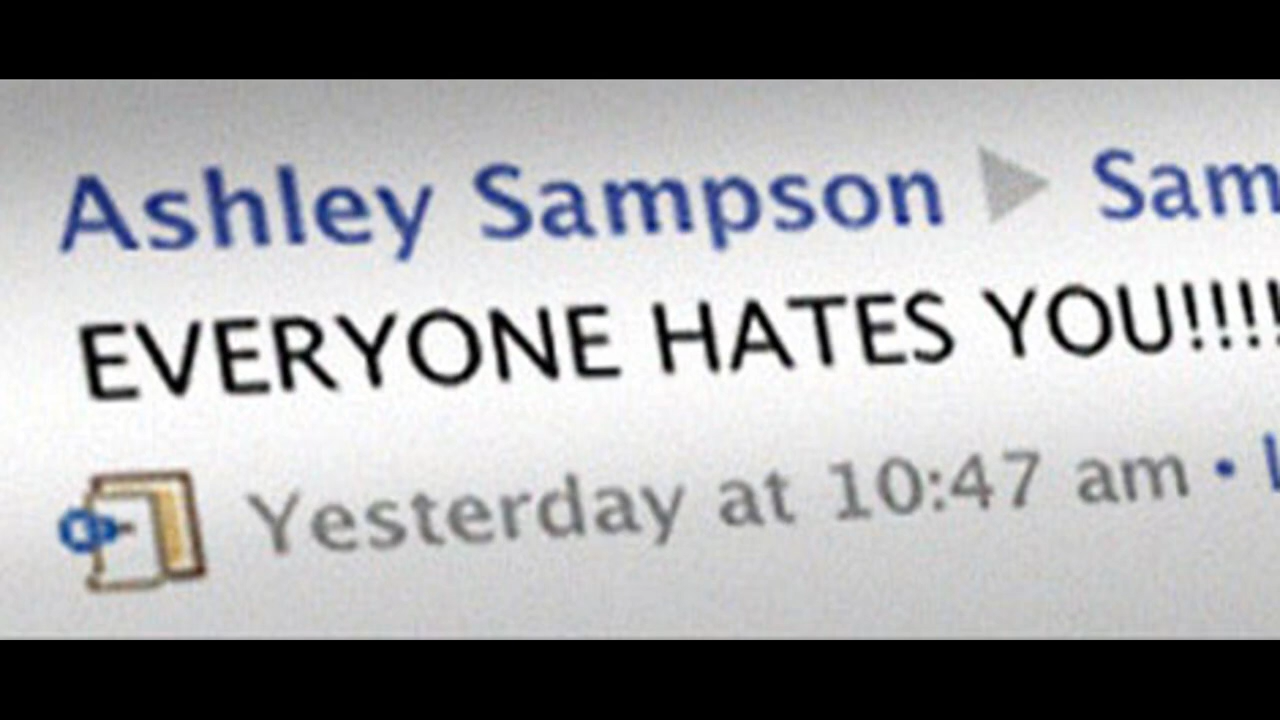 Ashley Sampson ▶ Sam
EVERYONE HATES YOU!!!!
Yesterday at 10:47 am •